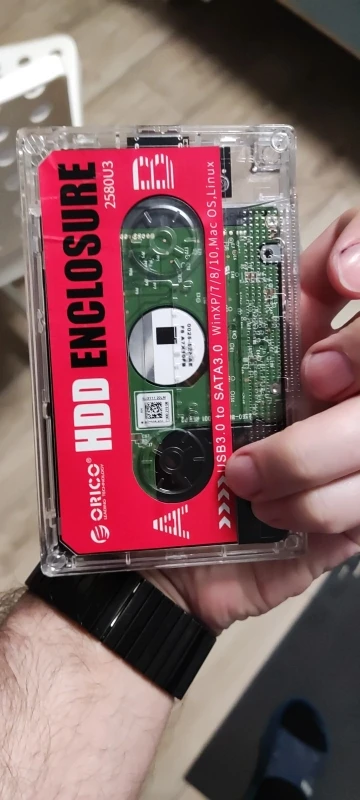 HDD ENCLOSURE
2580U3
ORICO®
B
A
USB3.0 to SATA3.0 WinXP/7/8/10,Mac OS,Linux